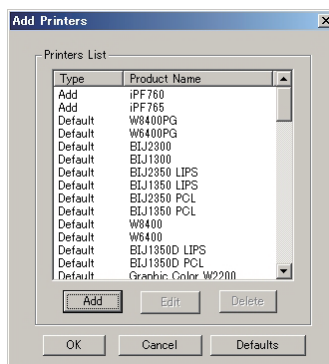 Add Printers
Printers List
Type Product Name
Add iPF760
Add iPF765
Default W8400PG
Default W6400PG
Default BIJ2300
Default BIJ1300
Default BIJ2350 LIPS
Default BIJ1350 LIPS
Default BIJ2350 PCL
Default BIJ1350 PCL
Default W8400
Default W6400
Default BIJ1350D LIPS
Default BIJ1350D PCL
Default Graphic Color W2200
Add Edit Delete
OK Cancel Defaults